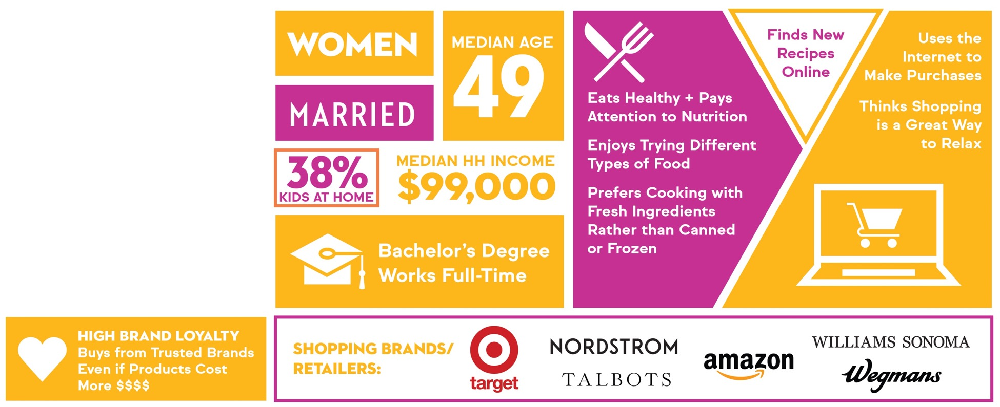 WOMEN
MARRIED
MEDIAN AGE
49
38%
KIDS AT HOME
MEDIAN HH INCOME
$99,000
Bachelor’s Degree
Works Full-Time
Eats Healthy + Pays
Attention to Nutrition
Enjoys Trying Different
Types of Food
Prefers Cooking with
Fresh Ingredients
Rather than Canned
or Frozen
Finds New
Recipes
Online
Uses the
Internet to
Make Purchases
Thinks Shopping
is a Great Way
to Relax
HIGH BRAND LOYALTY
Buys from Trusted Brands
Even if Products Cost
More $$$$
SHOPPING BRANDS/
RETAILERS:
target
NORDSTROM
TALBOTS
amazon
WILLIAMS SONOMA
Wegmans